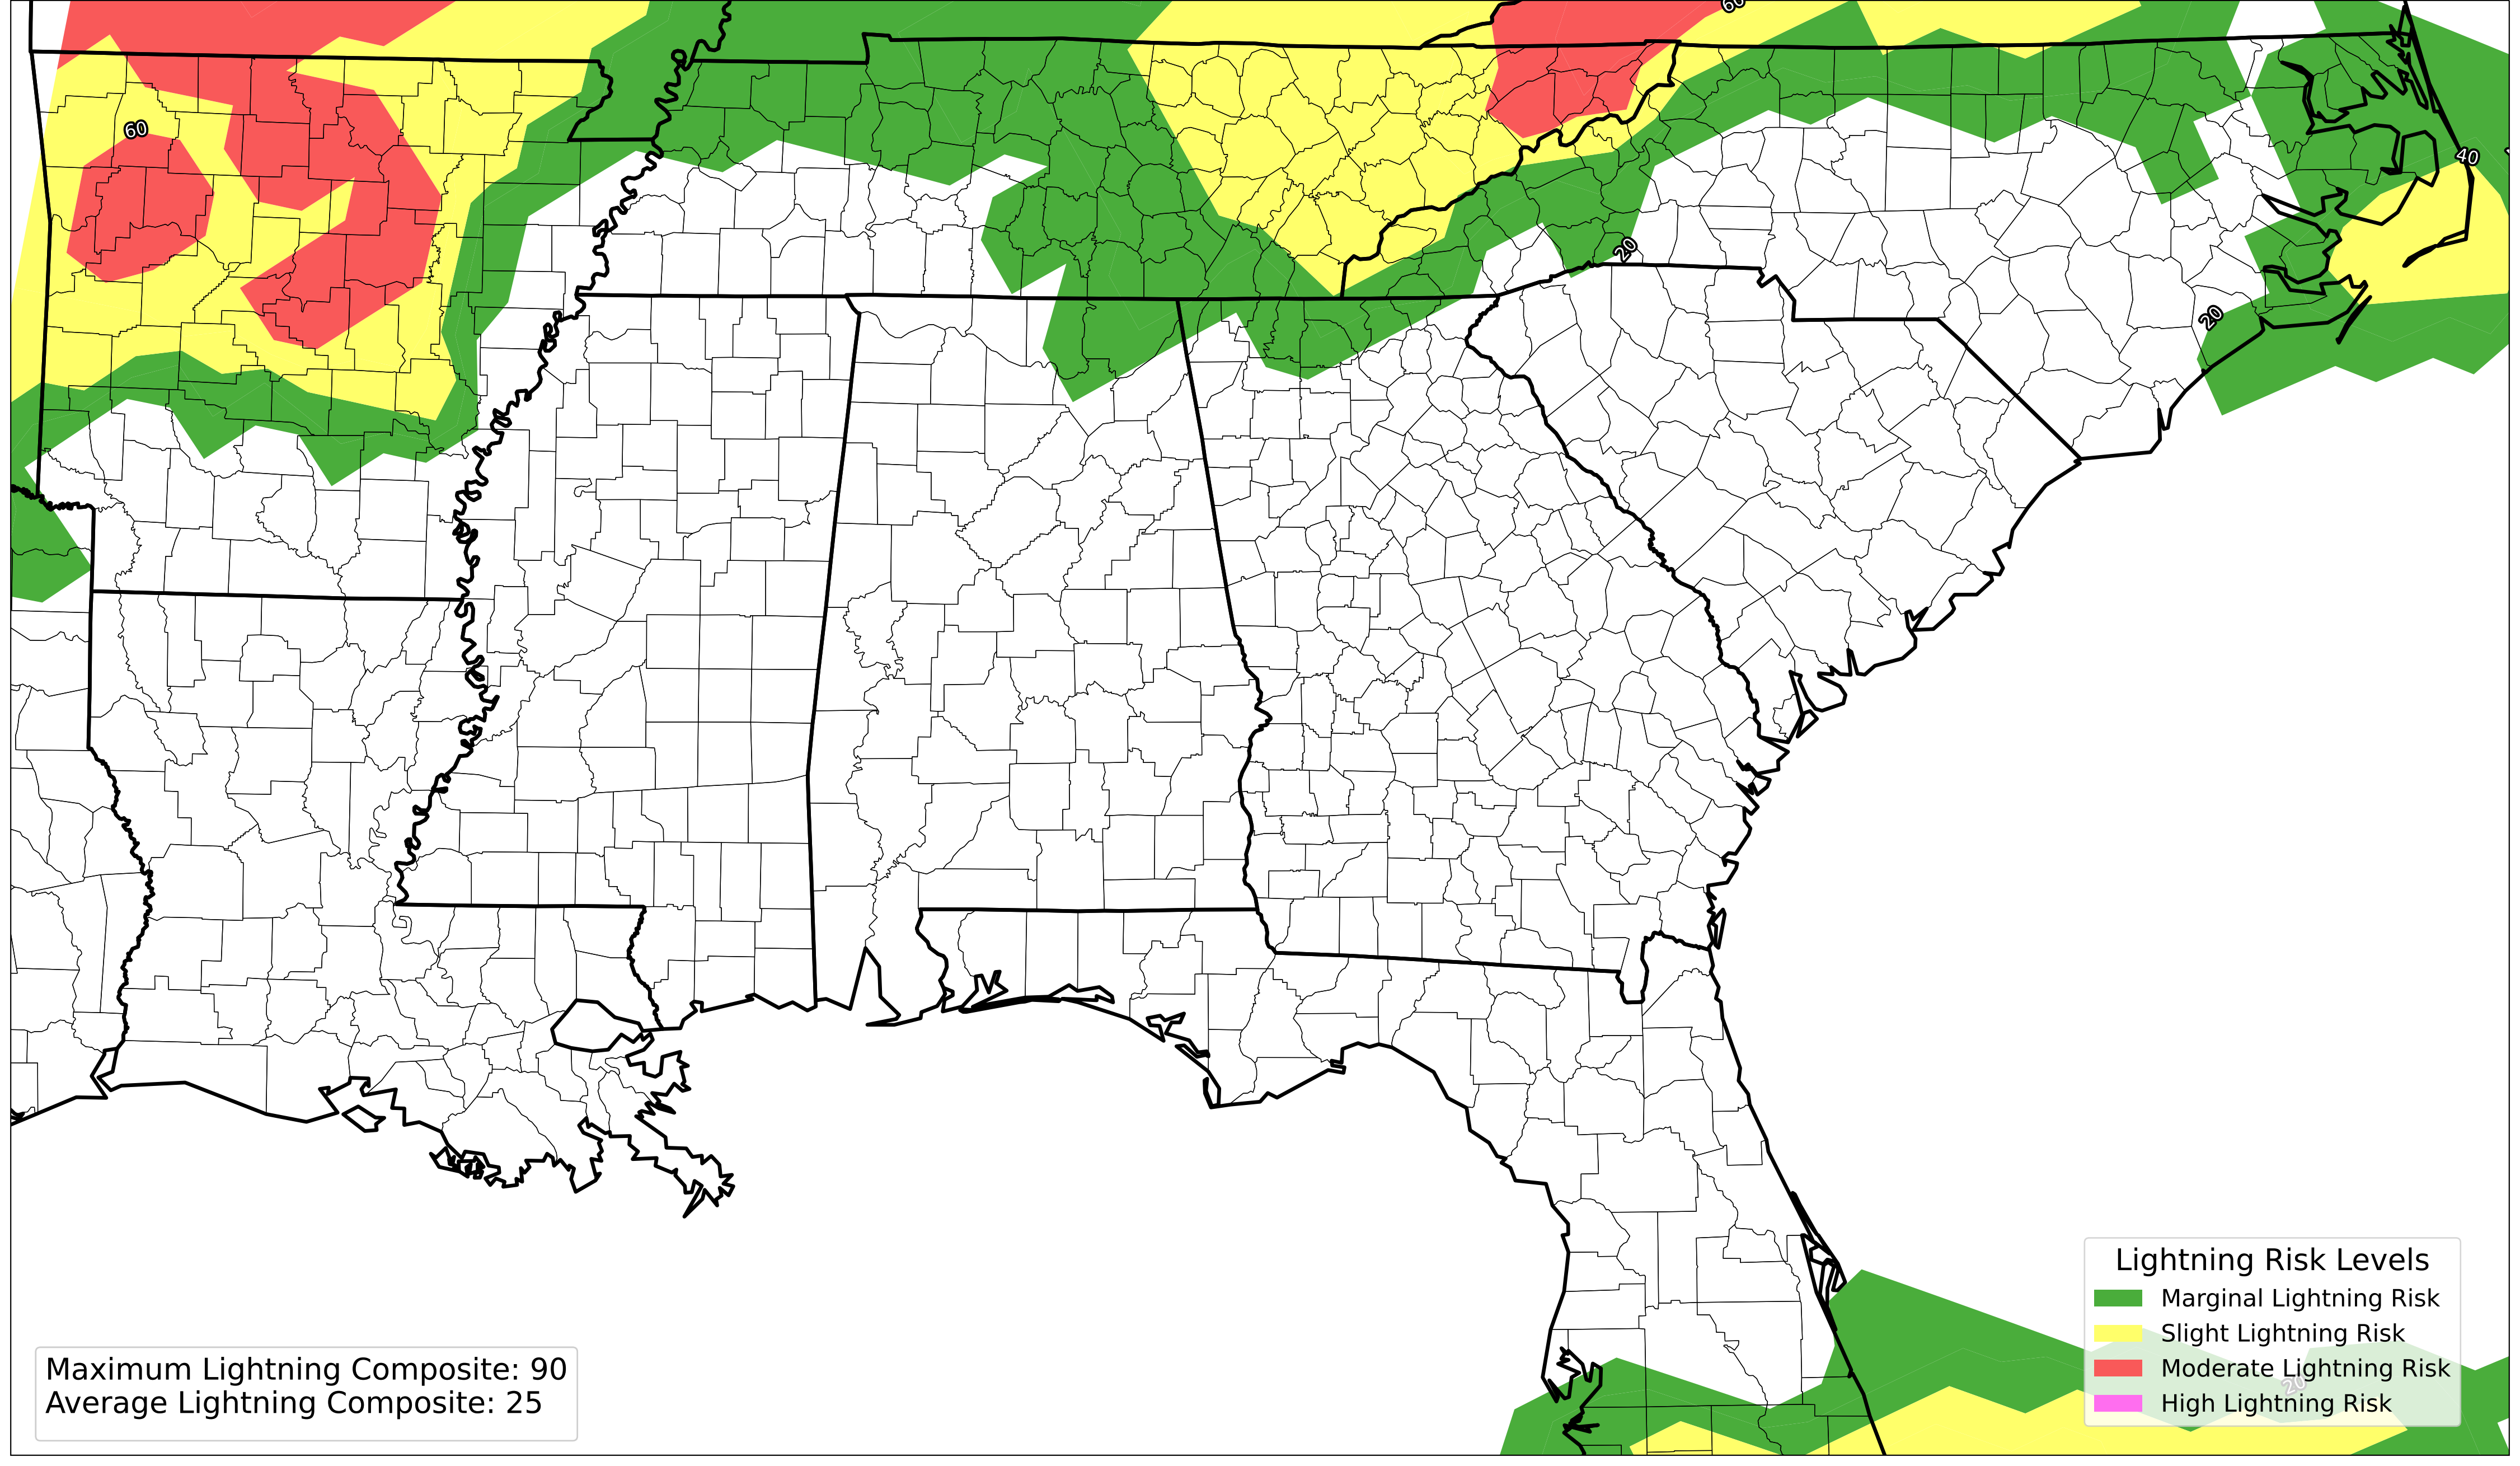 60
60
40
20
20
Lightning Risk Levels
Marginal Lightning Risk
Slight Lightning Risk
Moderate Lightning Risk
20
High Lightning Risk
Maximum Lightning Composite: 90
Average Lightning Composite: 25